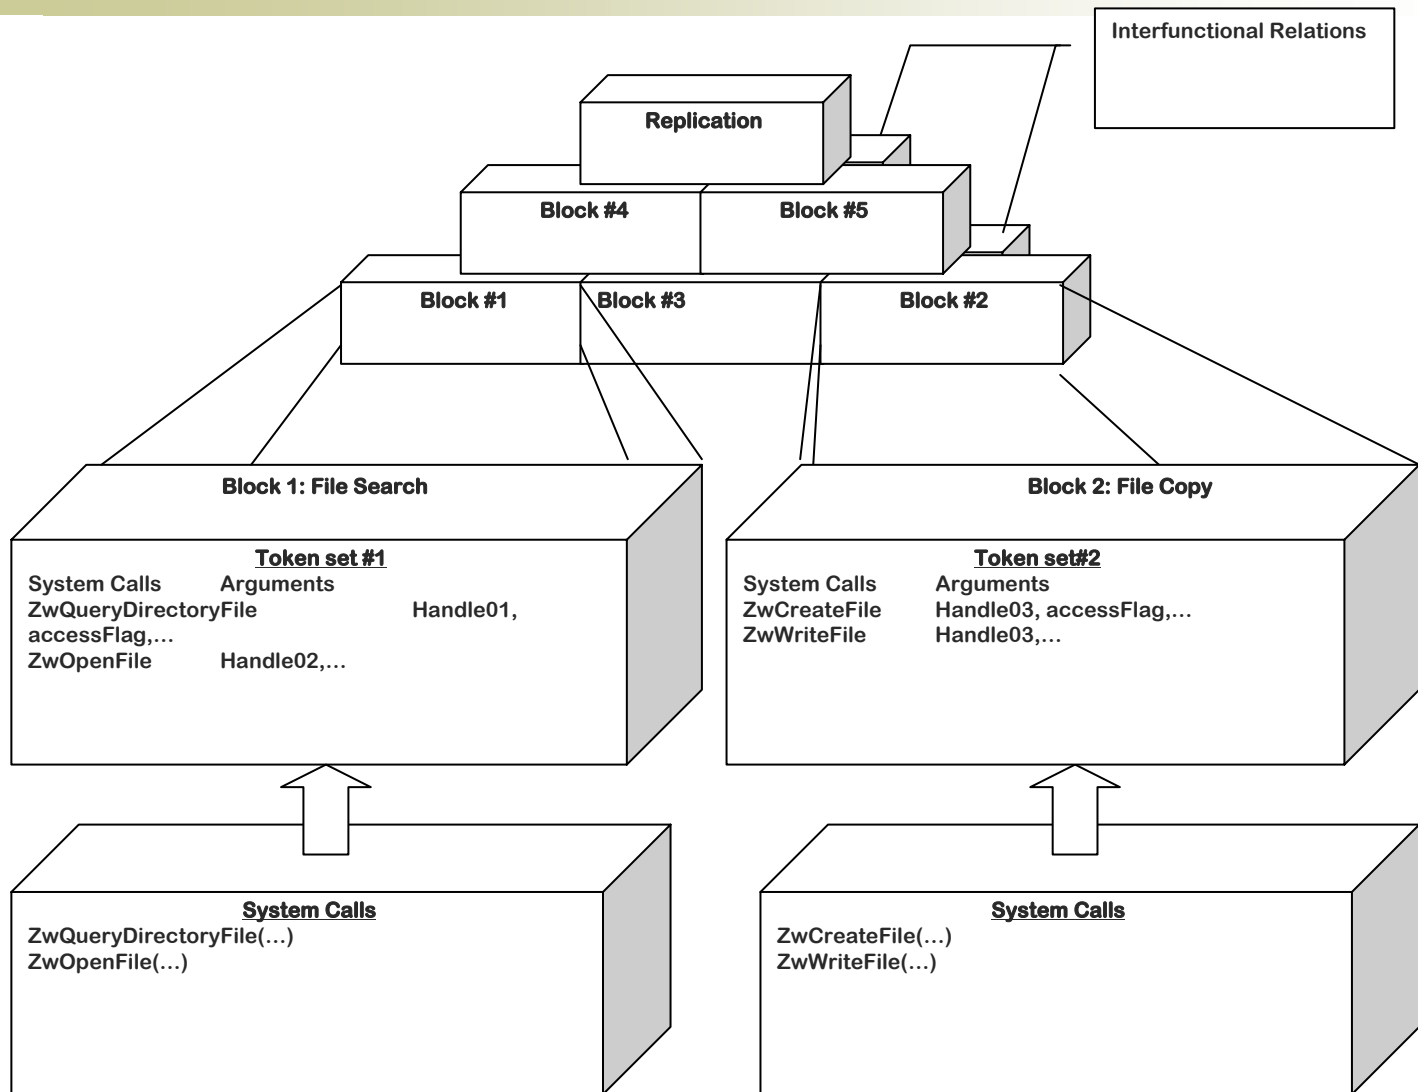 Interfunctional Relations
Replication
Block #4
Block #5
Block #1
Block #3
Block #2
Block 1: File Search
Token set #1
System Calls Arguments
ZwQueryDirectoryFile Handle01,
accessFlag,…
ZwOpenFile Handle02,…
Block 2: File Copy
Token set#2
System Calls Arguments
ZwCreateFile Handle03, accessFlag,…
ZwWriteFile Handle03,…
System Calls
ZwQueryDirectoryFile(…)
ZwOpenFile(…)
System Calls
ZwCreateFile(…)
ZwWriteFile(…)